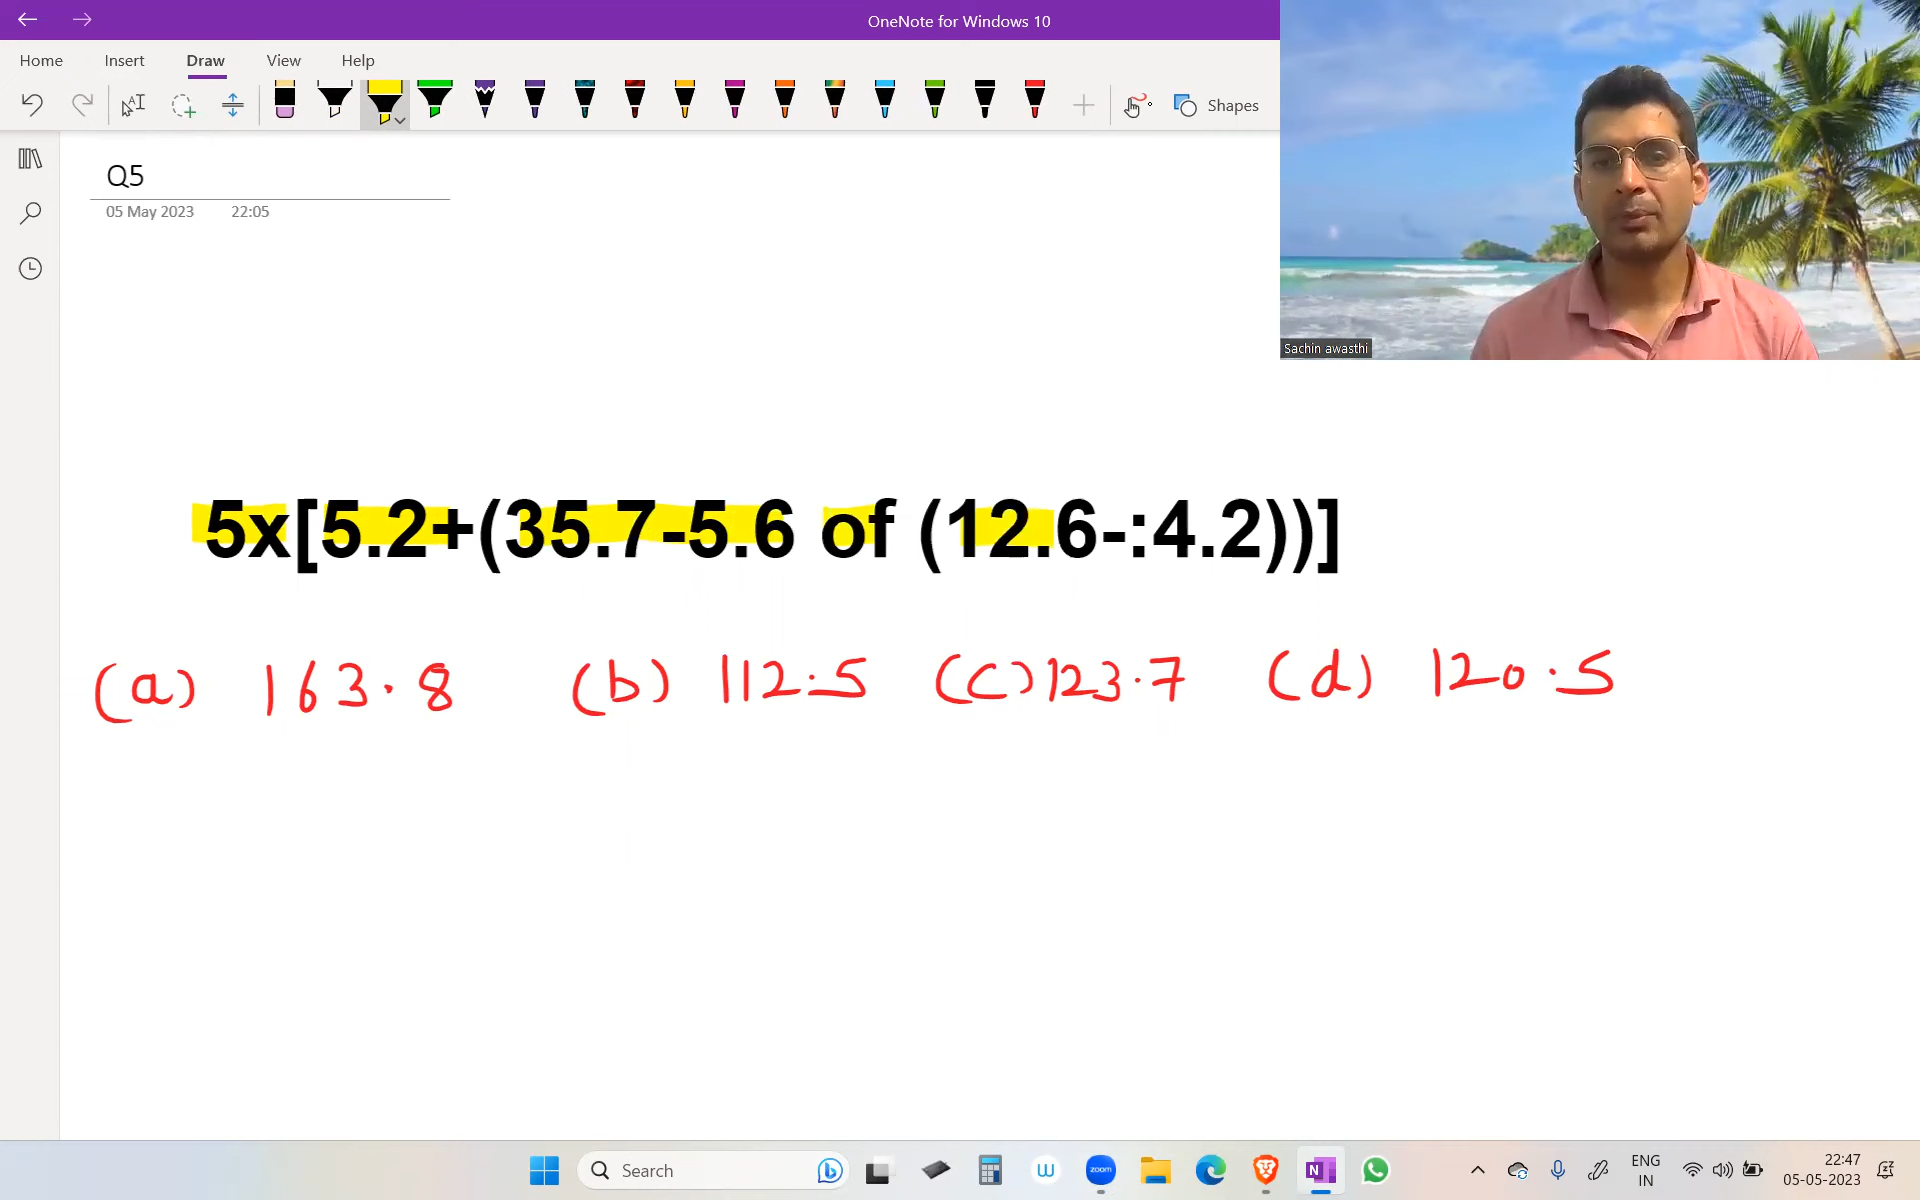 OneNote for Windows 10
Home Insert Draw View Help
Shapes
Q5
05 May 2023 22:05
Sachin awasthi
5x[5.2+(35.7-5.6 of (12.6-:4.2))]
(a) 163.8 (b) 112.5 (c) 123.7 (d) 120.5
Search
zoom
N
ENG
IN
22:47
05-05-2023